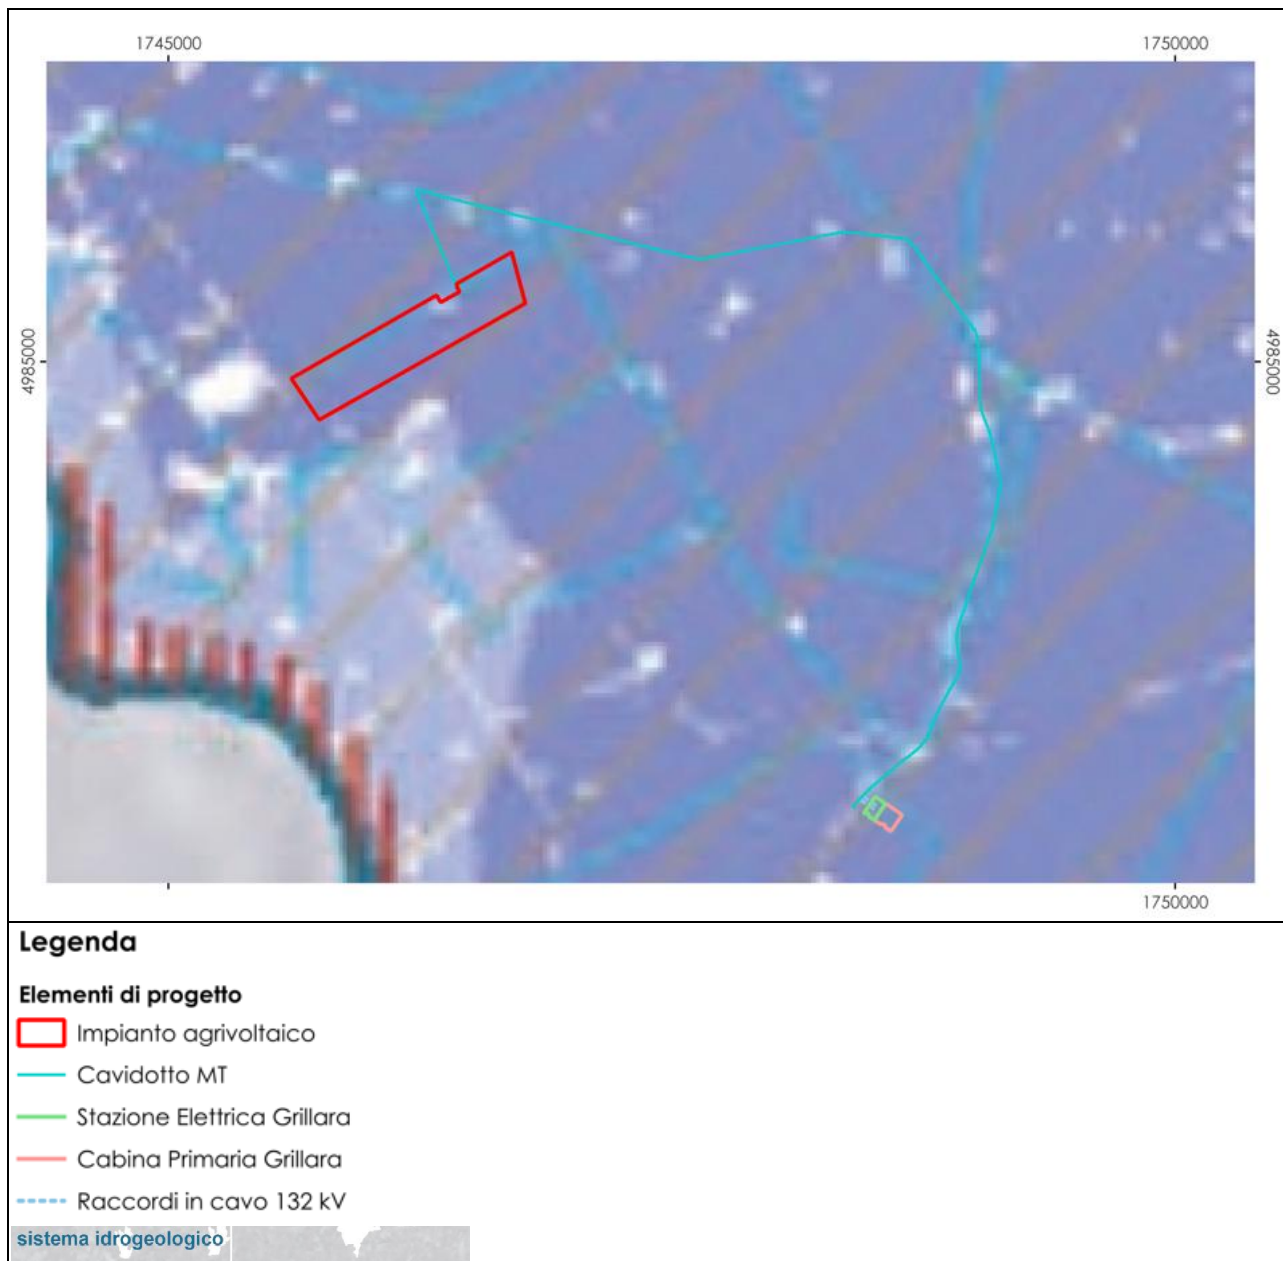 1745000
1750000
4985000
4985000
1750000
Legenda
Elementi di progetto
Impianto agrivoltaico
Cavidotto MT
Stazione Elettrica Grillara
Cabina Primaria Grillara
Raccordi in cavo 132 kV
sistema idrogeologico